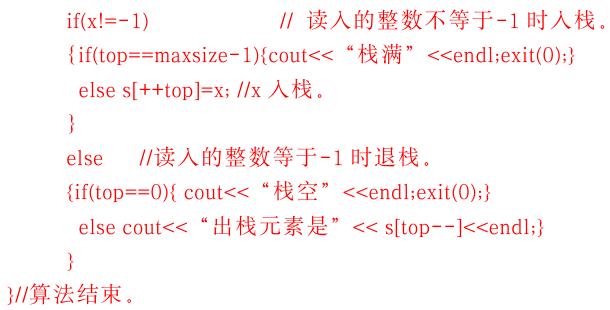 if(x!=-1) // 读入的整数不等于-1时入栈。
{if(top==maxsize-1){cout<<“栈满”<<endl;exit(0);}
else s[++top]=x; //x入栈。
}
else //读入的整数等于-1时退栈。
{if(top==0){ cout<<“栈空”<<endl;exit(0);}
else cout<<“出栈元素是”<< s[top--]<<endl;}
}
}//算法结束。